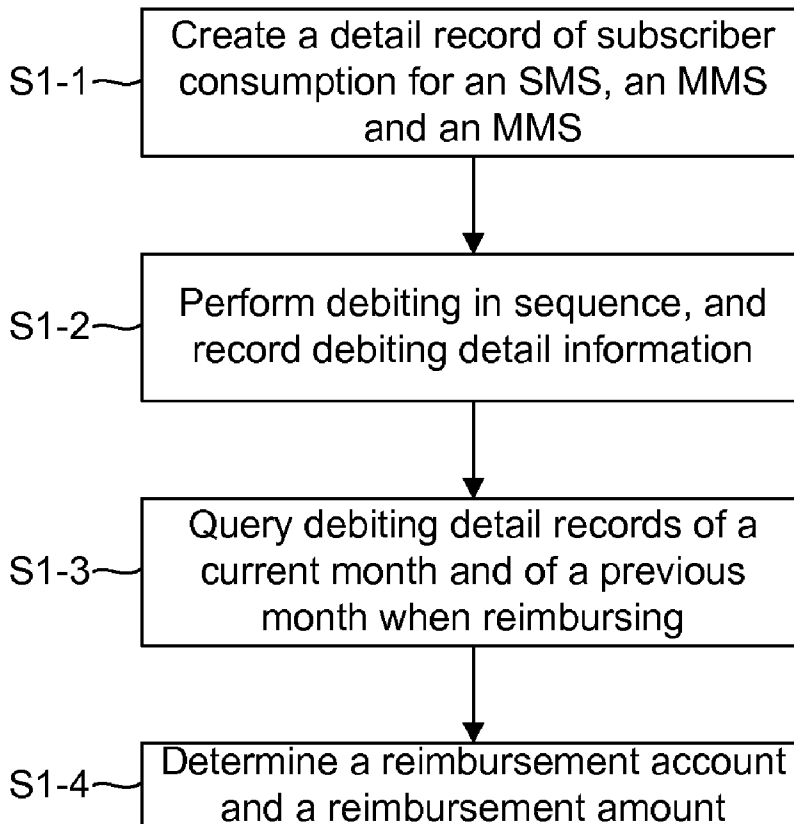 S1-1
Create a detail record of subscriber
consumption for an SMS, an MMS
and an MMS
S1-2
Perform debiting in sequence, and
record debiting detail information
S1-3
Query debiting detail records of a
current month and of a previous
month when reimbursing
S1-4
Determine a reimbursement account
and a reimbursement amount